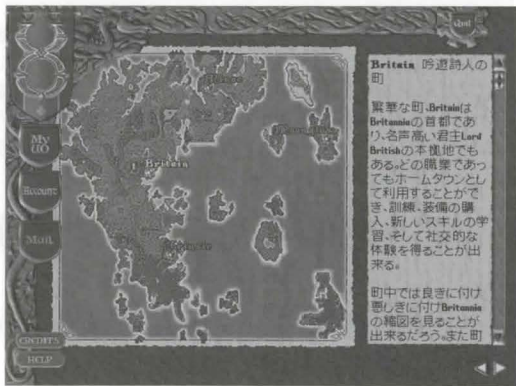 Quit
My
UO
Account
Mail
CREDITS
HELP
Britain
Britain 吟遊詩人の
町
繁華な町、Britainは
Britanniaの首都であ
り、名声高い君主Lord
Britishの本拠地でも
ある。どの職業であっ
てもホームタウンとし
て利用することがで
き、訓練、装備の購
入、新しいスキルの学
習、そして社交的な
体験を得ることが出
来る。
町中では良きに付け
悪しきに付けBritannia
の縮図を見ることが
出来るだろう。また町